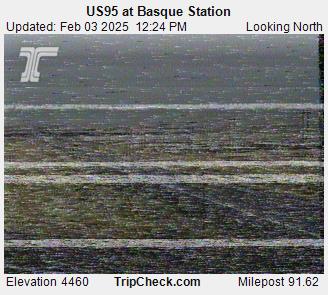 US95 at Basque Station
Updated: Feb 03 2025 12:24 PM Looking North
Elevation 4460 TripCheck.com Milepost 91.62